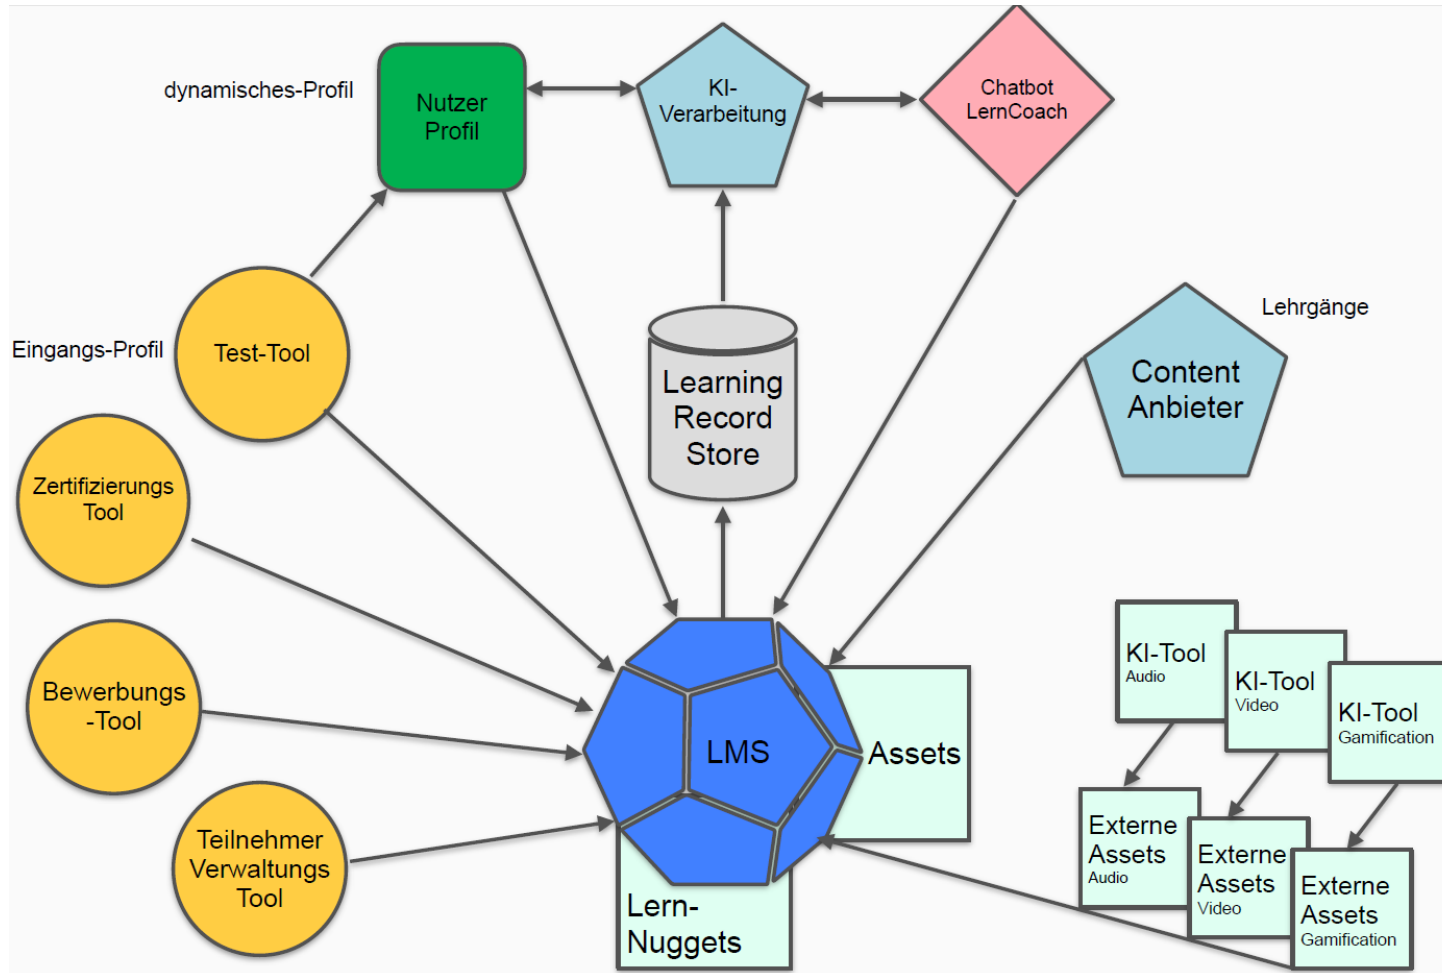 dynamisches-Profil
Nutzer
Profil
KI-
Verarbeitung
Chatbot
LernCoach
Eingangs-Profil
Test-Tool
Learning
Record
Store
Lehrgänge
Content
Anbieter
Zertifizierungs
Tool
Bewerbungs
-Tool
Teilnehmer
Verwaltungs
Tool
LMS
Assets
Lern-
Nuggets
KI-Tool
Audio
KI-Tool
Video
KI-Tool
Gamification
Externe
Assets
Audio
Externe
Assets
Video
Externe
Assets
Gamification